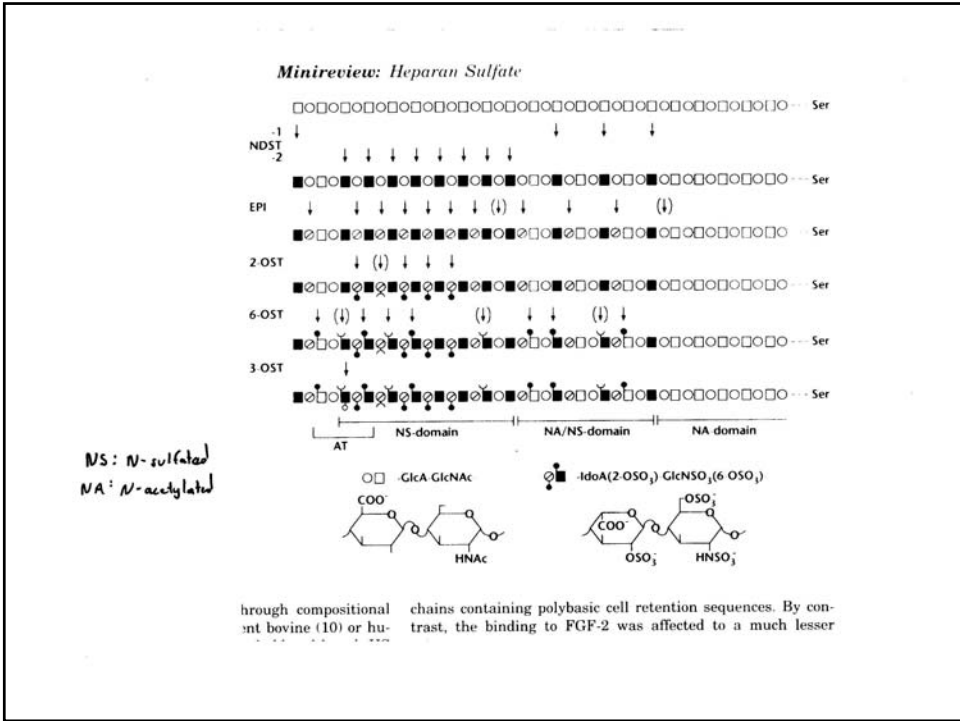 Minireview: Heparan Sulfate
Ser
-1
NDST
-2
Ser
EPI
Ser
2-OST
Ser
6-OST
Ser
3-OST
Ser
NS-domain
NA/NS-domain
NA-domain
AT
NS: N-sulfated
NA: N-acetylated
-GlcA-GlcNAc
-IdoA(2-OSO₃) GlcNSO₃(6-OSO₃)
COO⁻
O
O
O
HNAc
OSO₃⁻
O
COO⁻
O
O
OSO₃⁻
HNSO₃⁻
hrough compositional
ent bovine (10) or hu-
chains containing polybasic cell retention sequences. By con-
trast, the binding to FGF-2 was affected to a much lesser